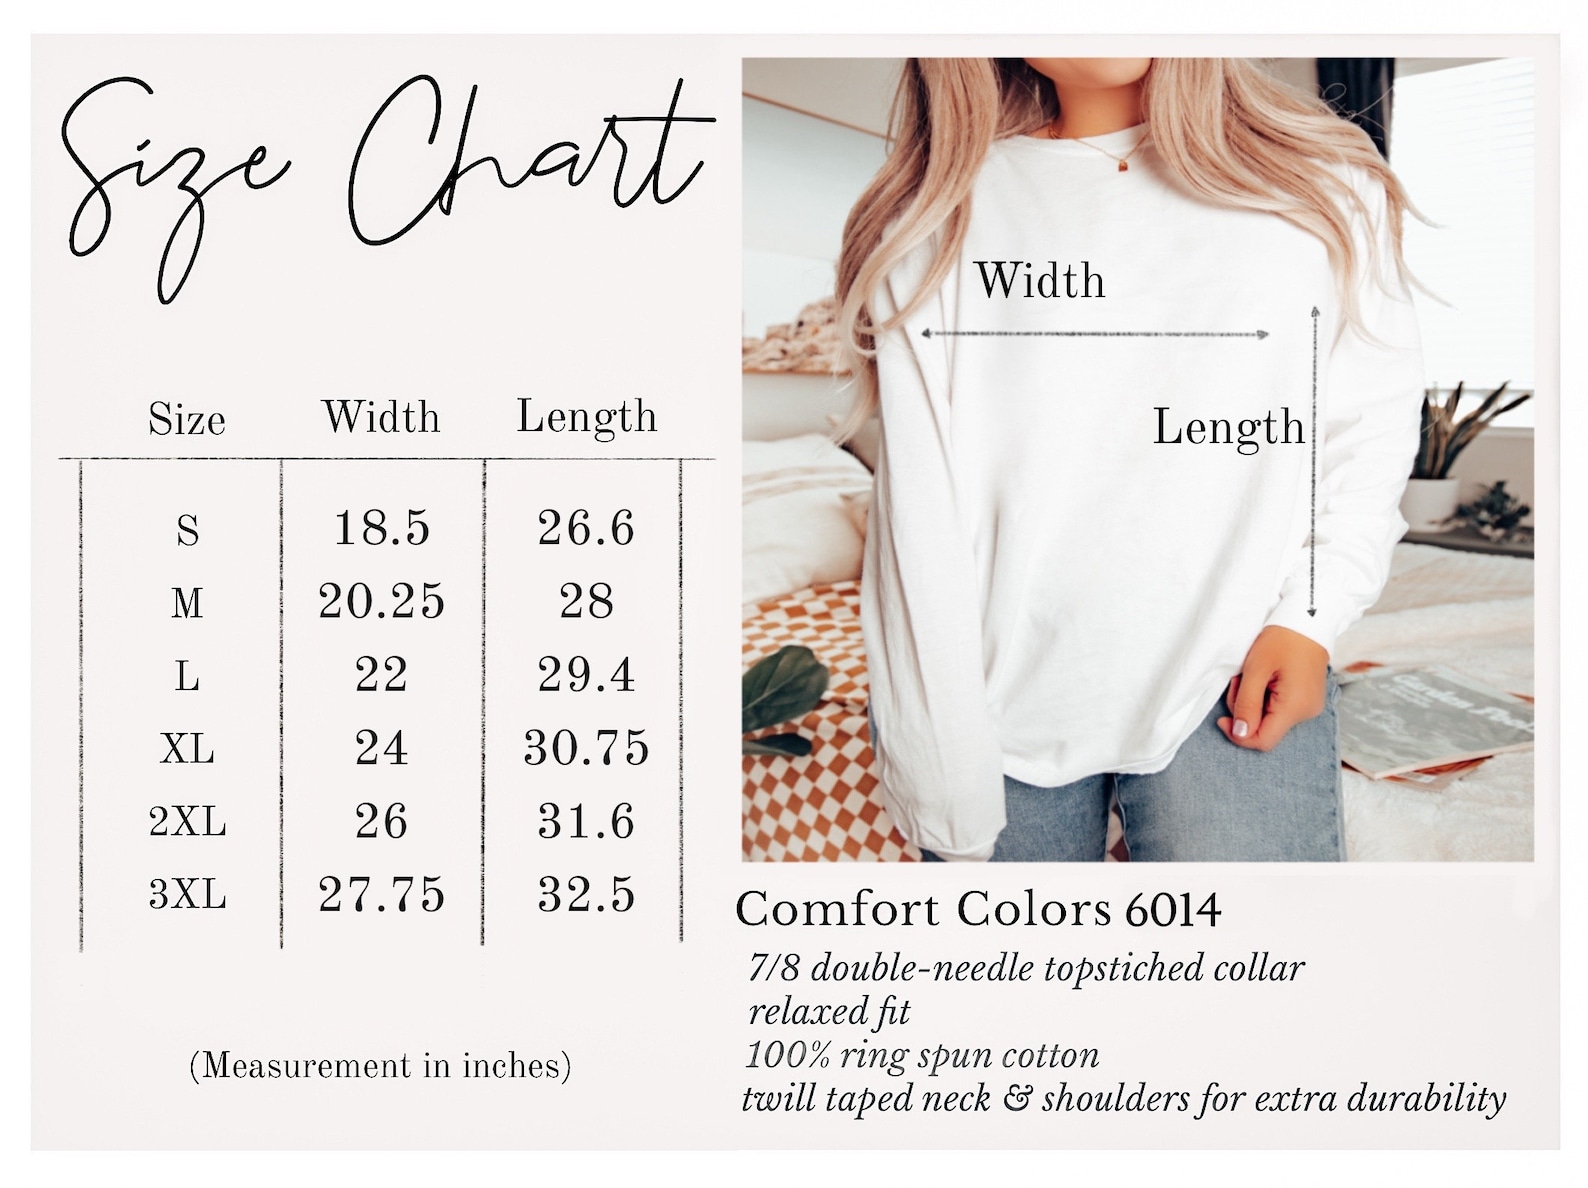 Size Chart
Size Width Length
S 18.5 26.6
M 20.25 28
L 22 29.4
XL 24 30.75
2XL 26 31.6
3XL 27.75 32.5
(Measurement in inches)
Width
Length
Comfort Colors 6014
7/8 double-needle topstiched collar
relaxed fit
100% ring spun cotton
twill taped neck & shoulders for extra durability